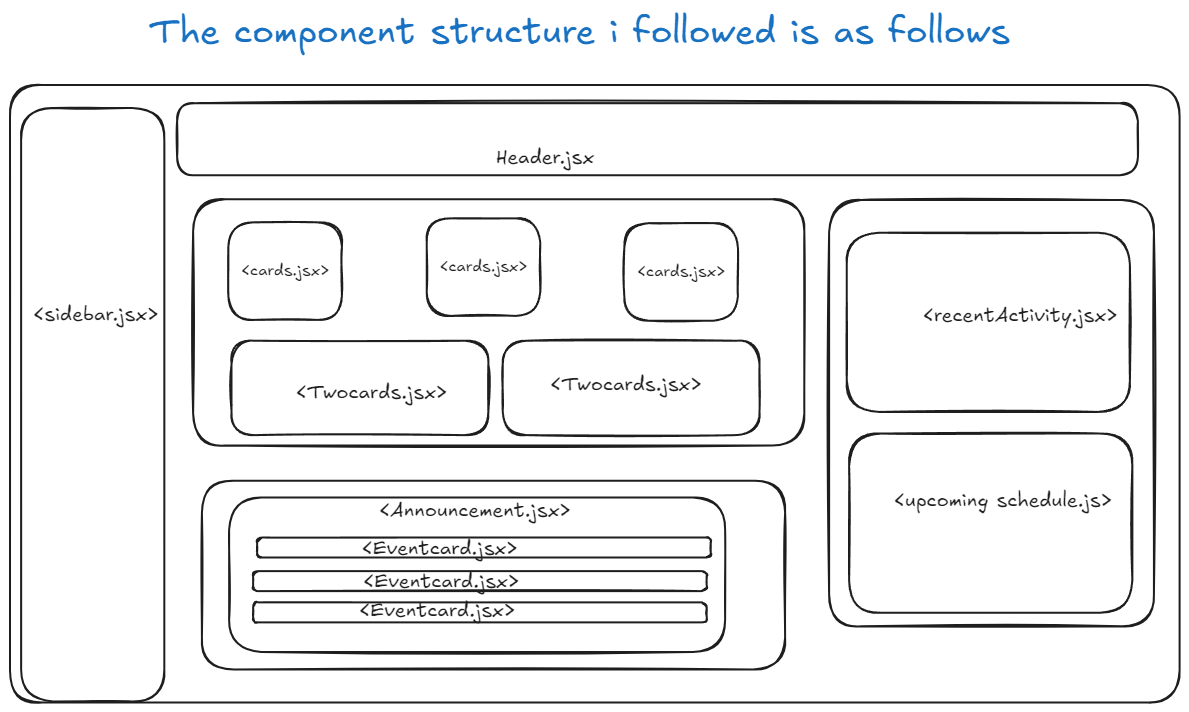 The component structure i followed is as follows
Header.jsx
<sidebar.jsx>
<cards.jsx>
<cards.jsx>
<cards.jsx>
<Twocards.jsx>
<Twocards.jsx>
<Announcement.jsx>
<Eventcard.jsx>
<Eventcard.jsx>
<Eventcard.jsx>
<recentActivity.jsx>
<upcoming schedule.js>